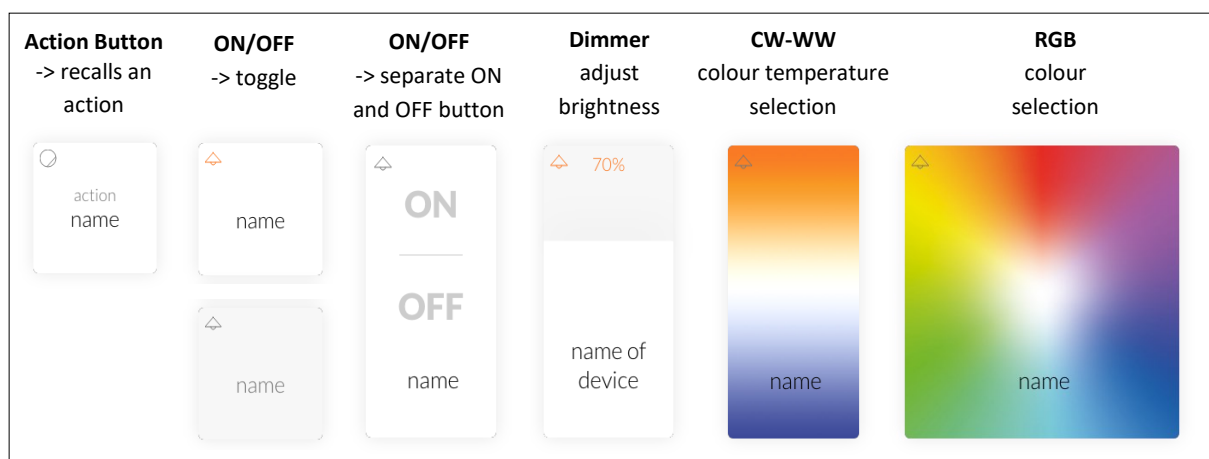 Action Button
-> recalls an
action
action
name
ON/OFF
-> toggle
name
name
ON/OFF
-> separate ON
and OFF button
ON
OFF
name
Dimmer
adjust
brightness
70%
name of
device
CW-WW
colour temperature
selection
name
RGB
colour
selection
name